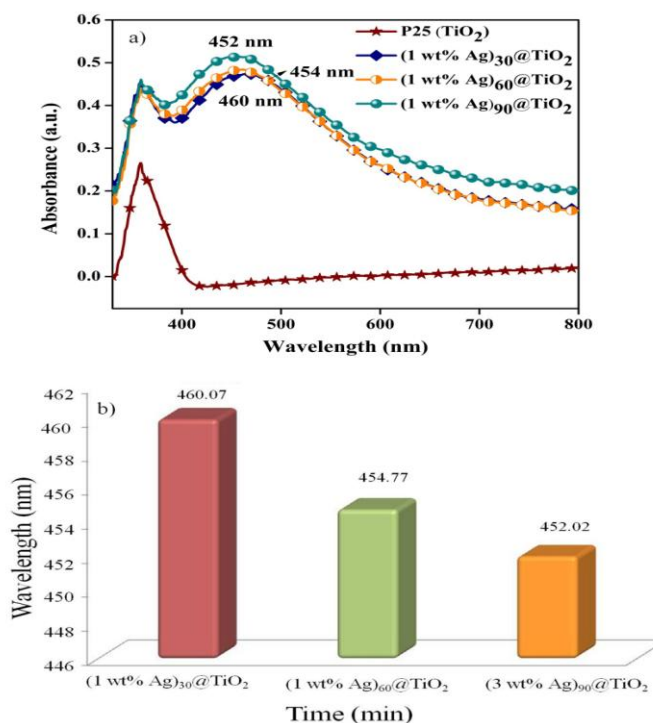 a)
P25 (TiO₂)
(1 wt% Ag)₃₀@TiO₂
(1 wt% Ag)₆₀@TiO₂
(1 wt% Ag)₉₀@TiO₂
452 nm
454 nm
460 nm
0.6
0.5
0.4
0.3
0.2
0.1
0.0
Absorbance (a.u.)
400 500 600 700 800
Wavelength (nm)
b)
462
460
458
456
454
452
450
448
446
Wavelength (nm)
460.07
454.77
452.02
(1 wt% Ag)₃₀@TiO₂ (1 wt% Ag)₆₀@TiO₂ (3 wt% Ag)₉₀@TiO₂
Time (min)